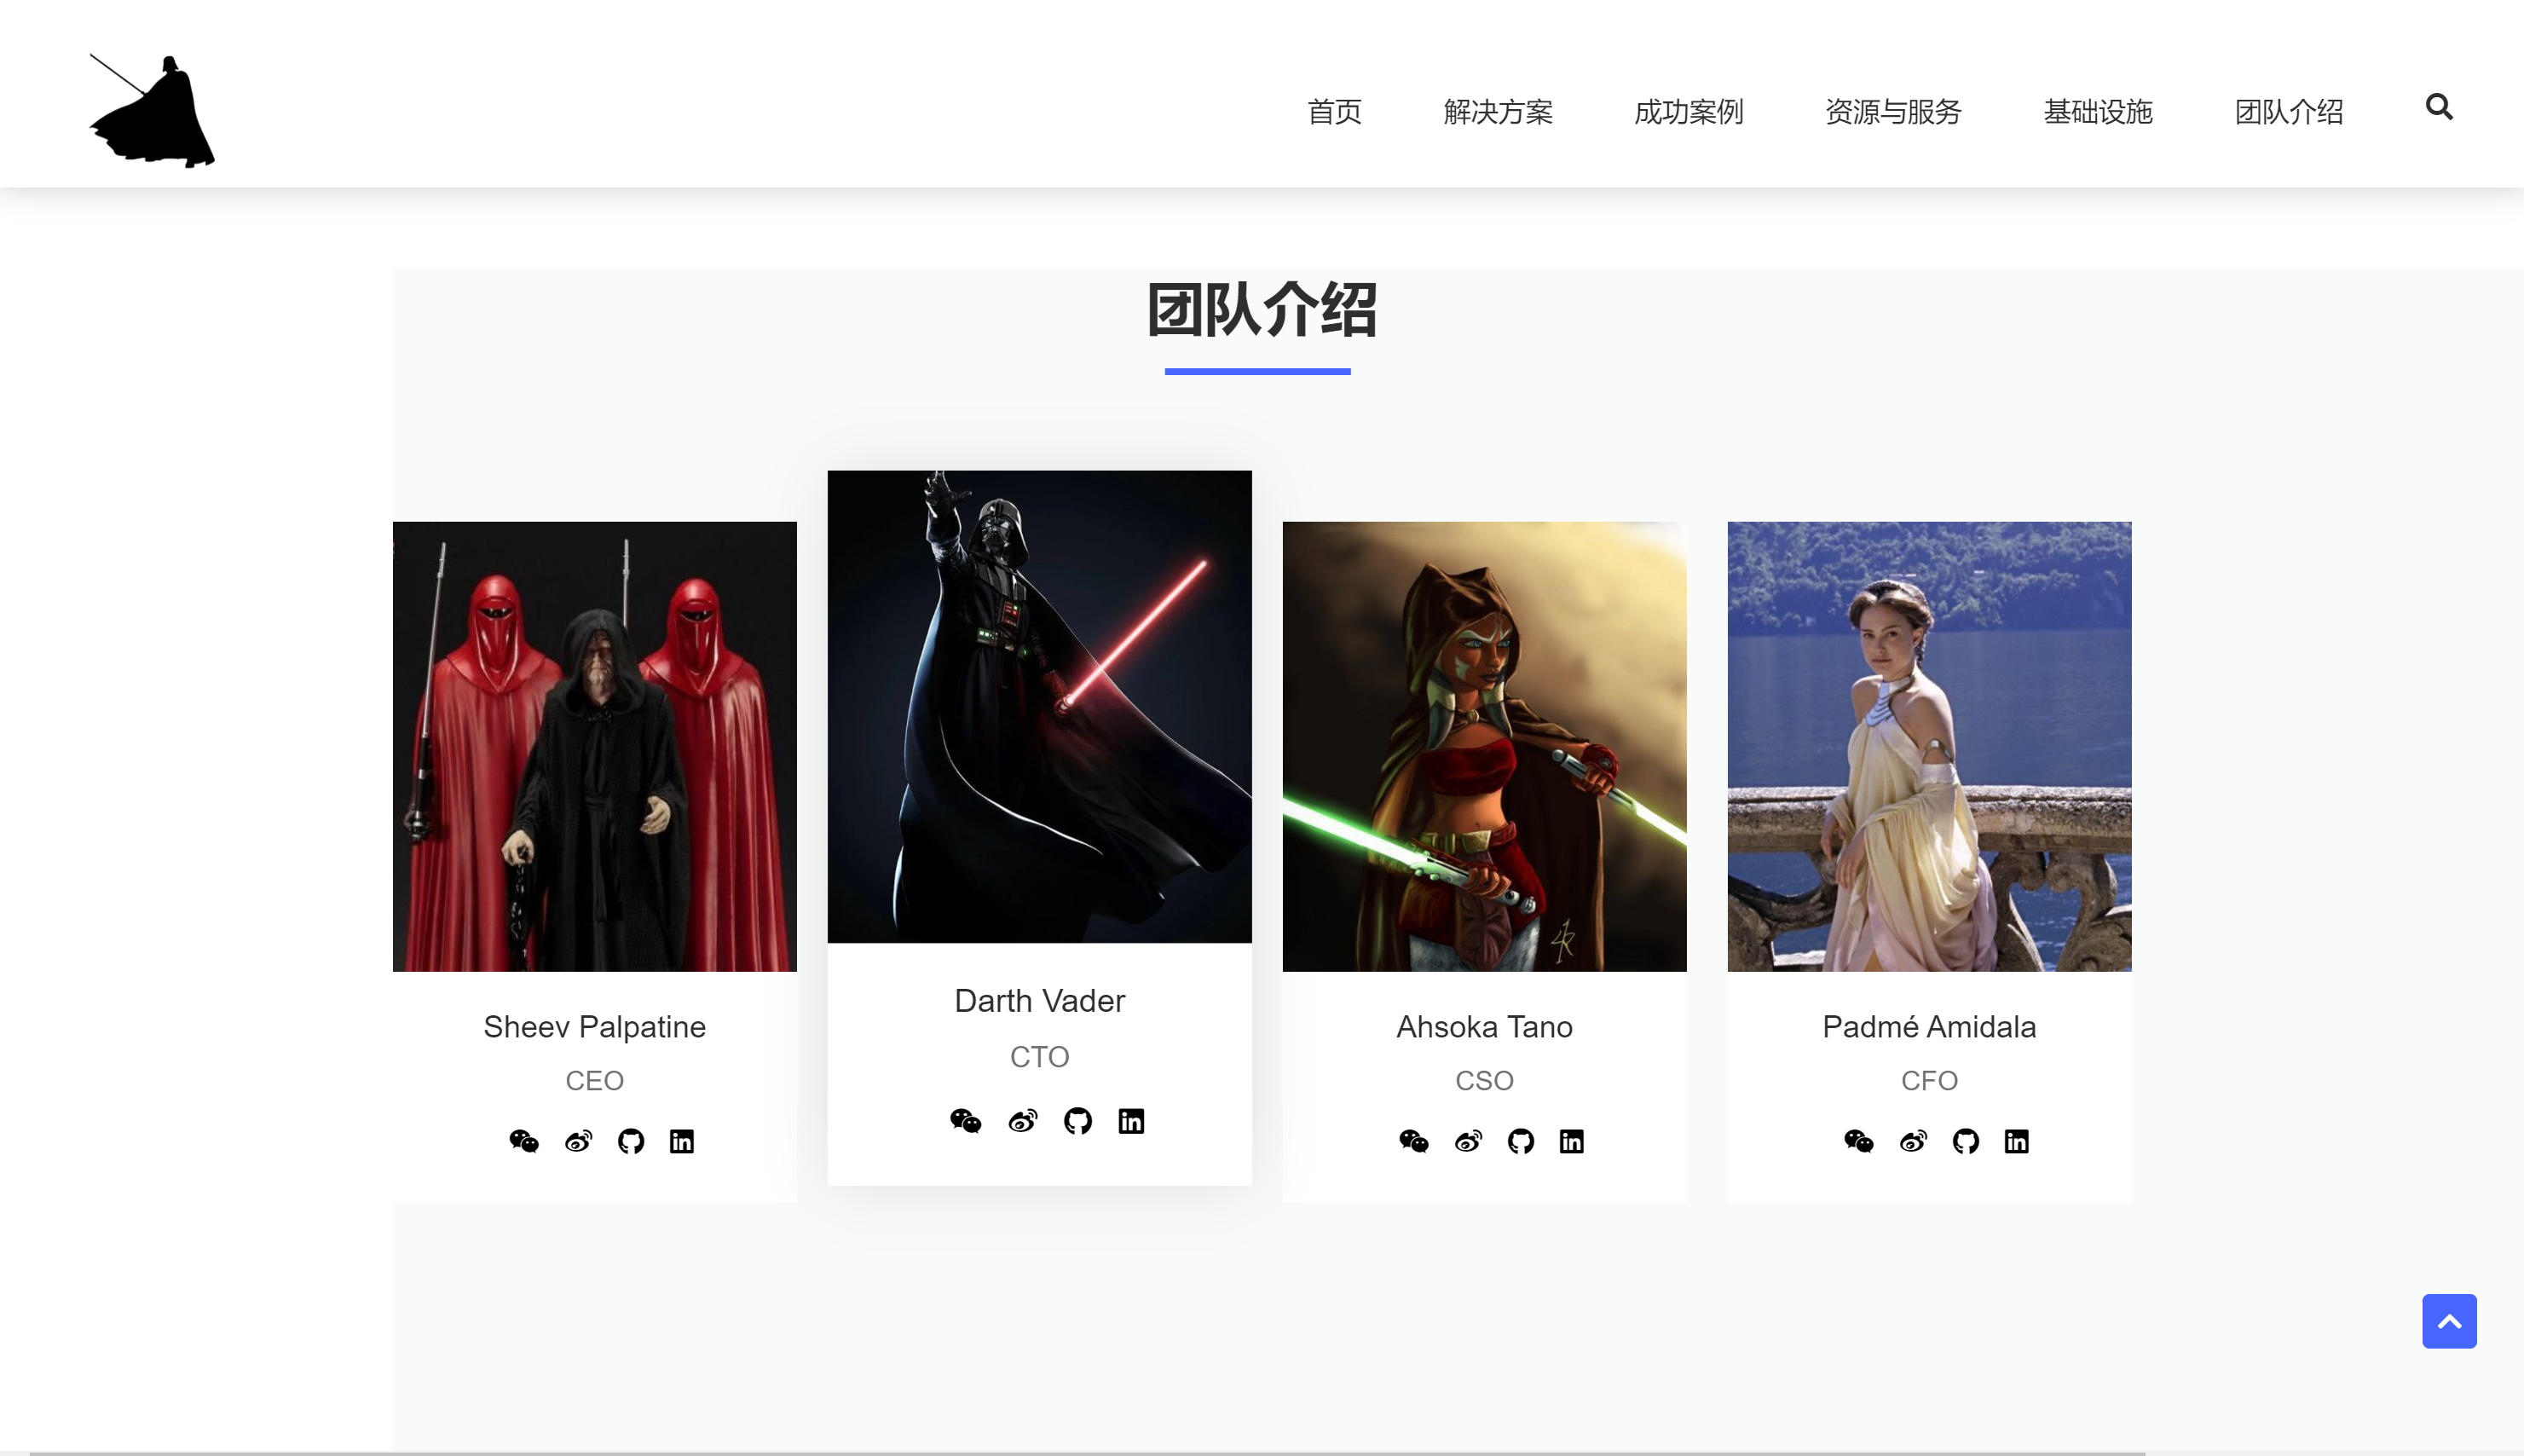 首页 解决方案 成功案例 资源与服务 基础设施 团队介绍
团队介绍
Sheev Palpatine
CEO
Darth Vader
CTO
Ahsoka Tano
CSO
Padmé Amidala
CFO